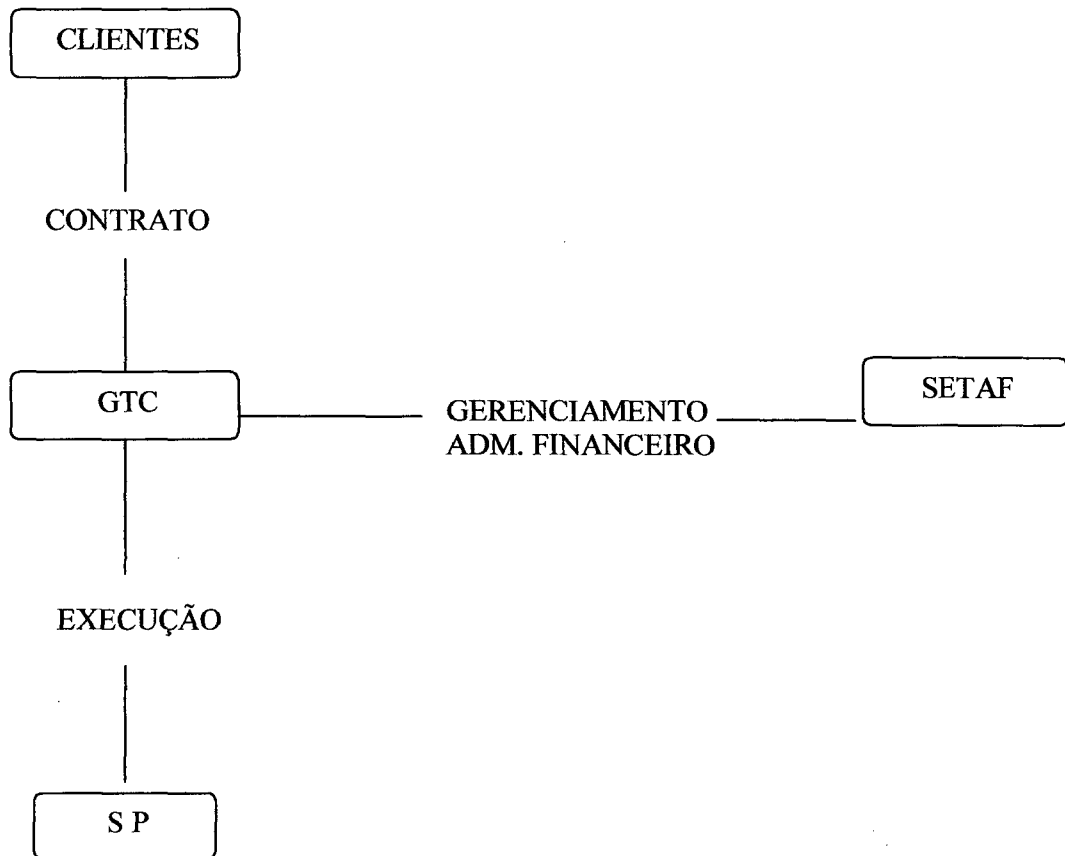 CLIENTES
CONTRATO
GTC
GERENCIAMENTO
ADM. FINANCEIRO
SETAF
EXECUÇÃO
S P